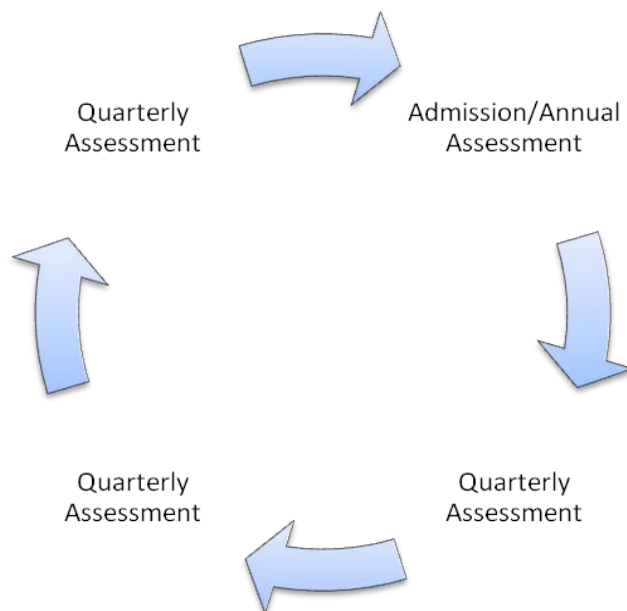 Quarterly
Assessment
Admission/Annual
Assessment
Quarterly
Assessment
Quarterly
Assessment